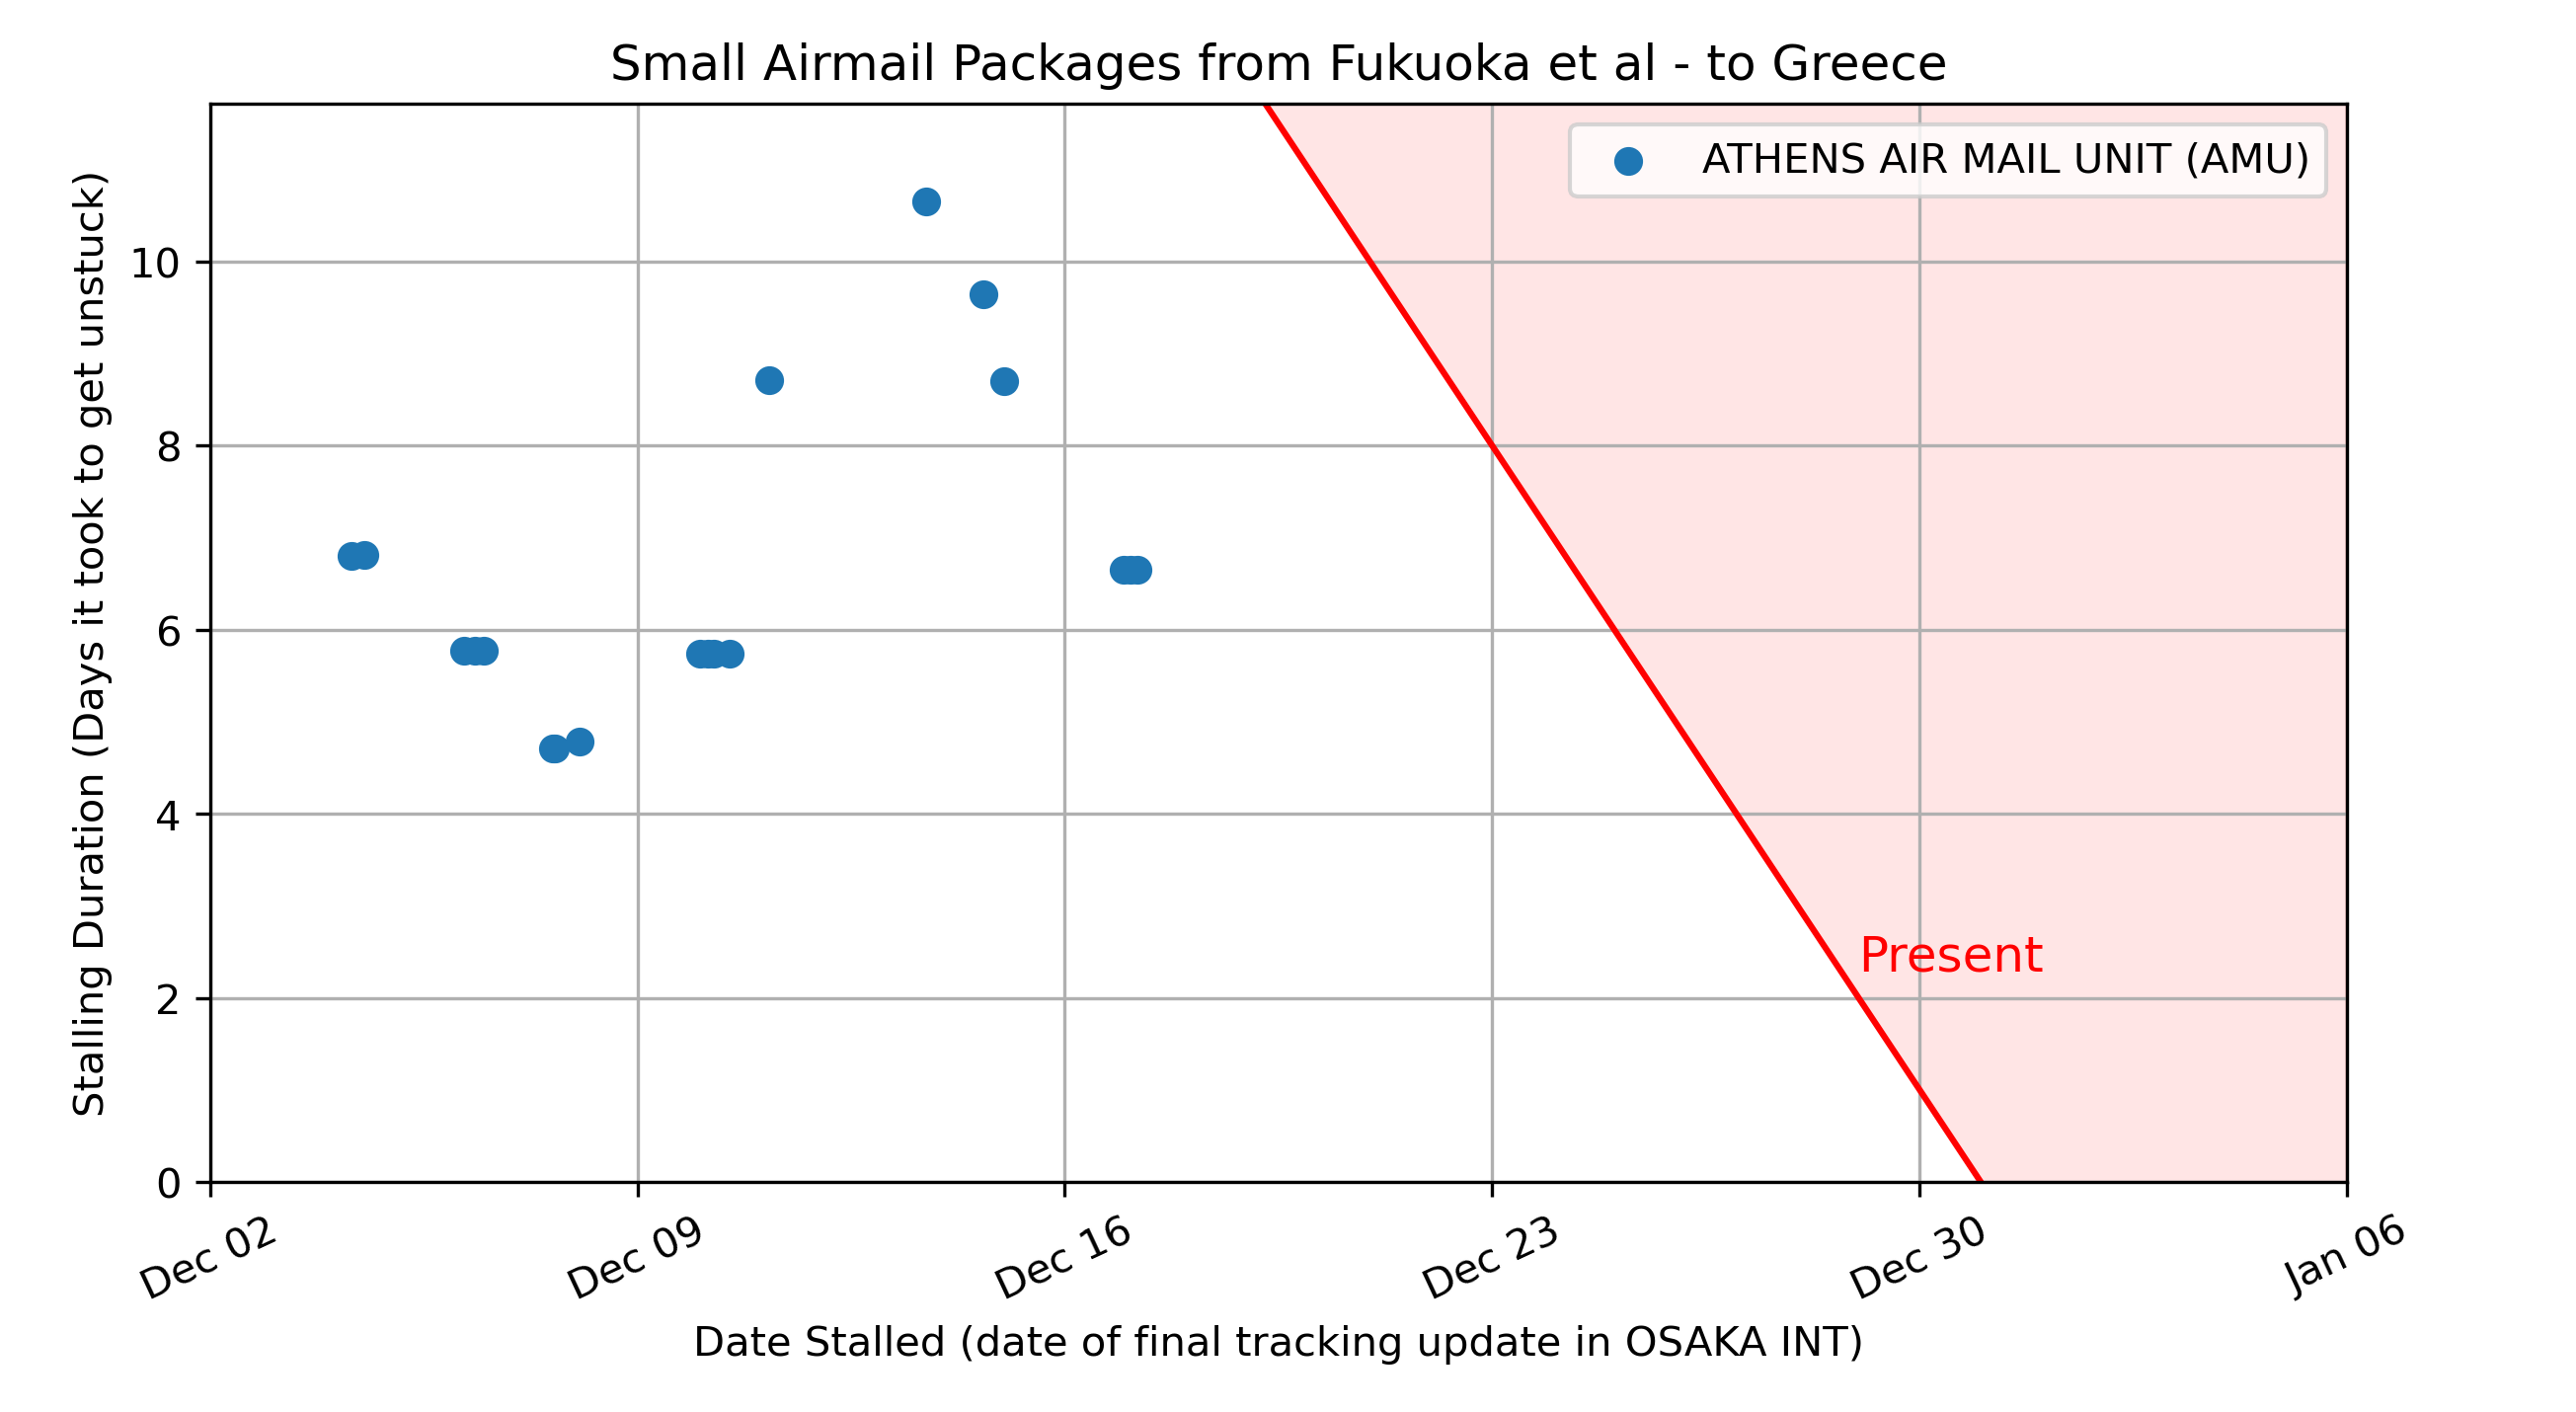 Small Airmail Packages from Fukuoka et al - to Greece
ATHENS AIR MAIL UNIT (AMU)
Stalling Duration (Days it took to get unstuck)
10
8
6
4
2
0
Present
Dec 02
Dec 09
Dec 16
Dec 23
Dec 30
Jan 06
Date Stalled (date of final tracking update in OSAKA INT)